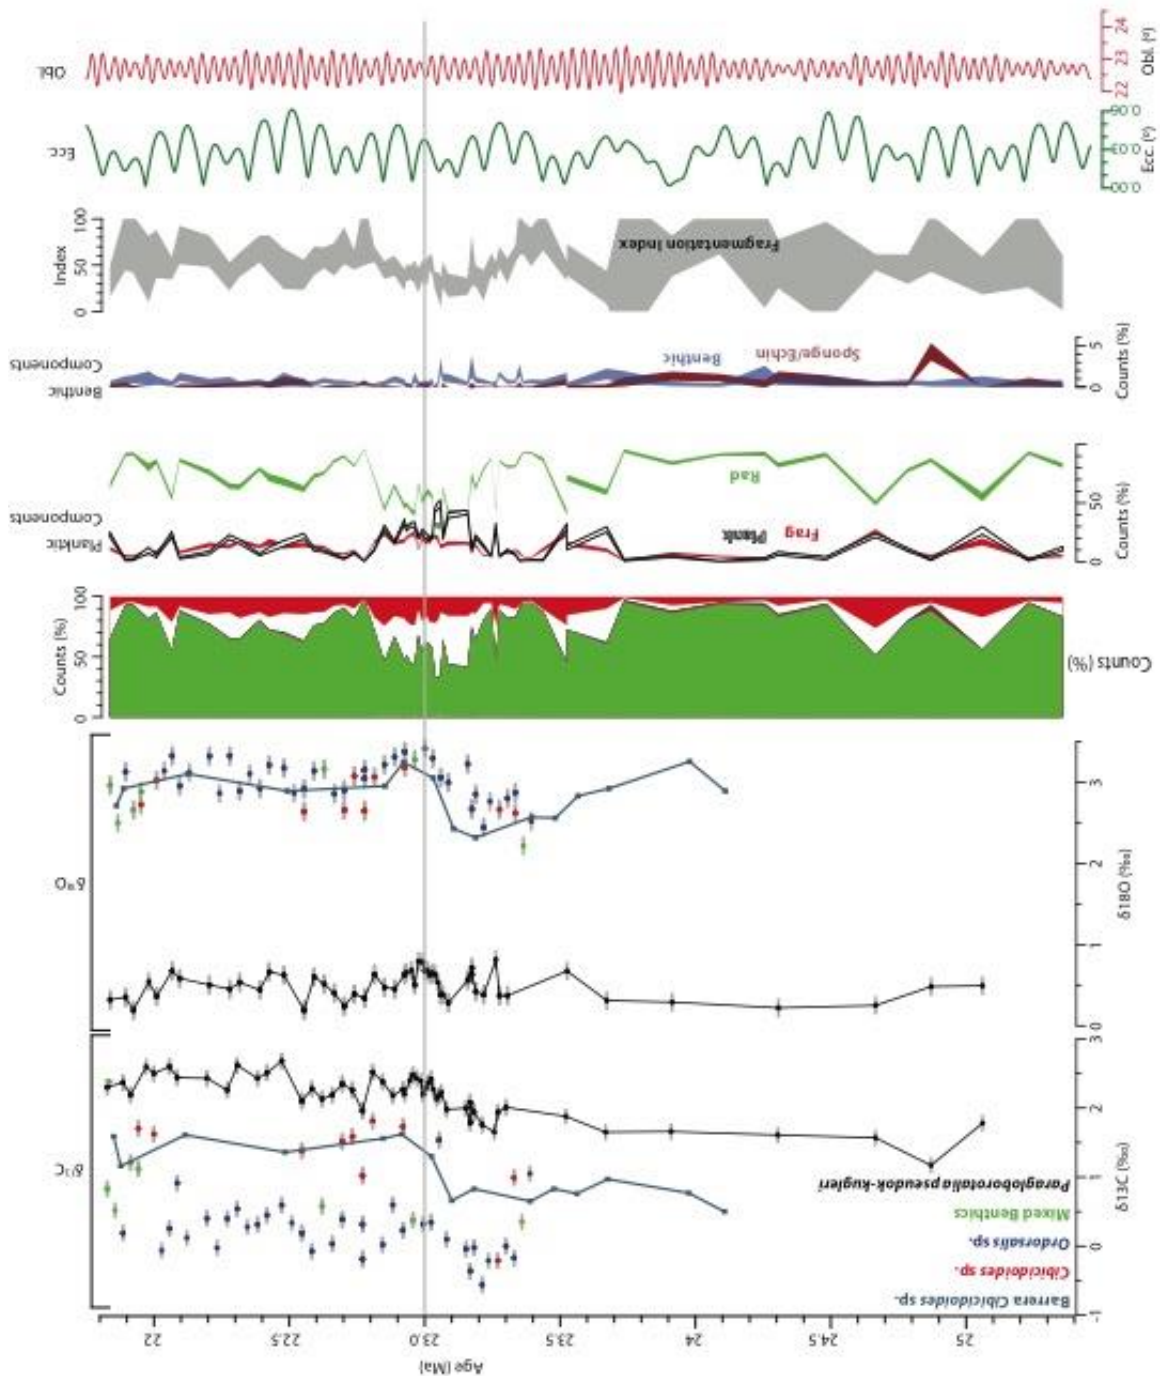 Age (Ma)
25 24.5 24 23.5 23.0 22.5 22
Barrera Cibicidoides sp.
Cibicidoides sp.
Ordorsalis sp.
Mixed Benthics
Paragloborotalia pseudok-kugleri
δ13C (‰)
-1 0 1 2 3
δ¹³C
δ18O (‰)
0 1 2 3
δ¹⁸O
Counts (%)
Counts (%)
0 50 100
Frag
Plank
Rad
Counts (%)
0 50
Planktic
Components
Sponge/Echin
Benthic
Counts (%)
0 5
Benthic
Components
Fragmentation Index
Index
0 50 100
Ecc. (º)
0.00 0.03 0.06
Ecc.
Obl. (º)
22 23 24
Obl.